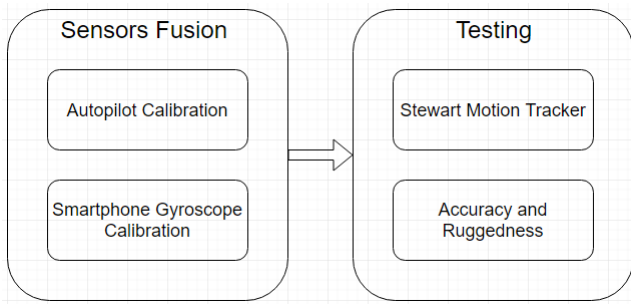 Sensors Fusion
Autopilot Calibration
Smartphone Gyroscope
Calibration
Testing
Stewart Motion Tracker
Accuracy and
Ruggedness